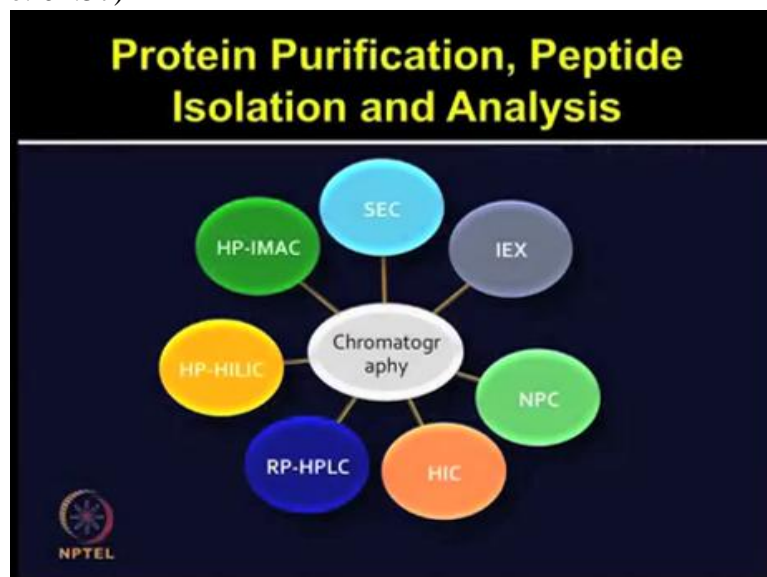 Protein Purification, Peptide
Isolation and Analysis
SEC
IEX
HP-IMAC
Chromatogr
aphy
HP-HILIC
NPC
RP-HPLC
HIC
NPTEL